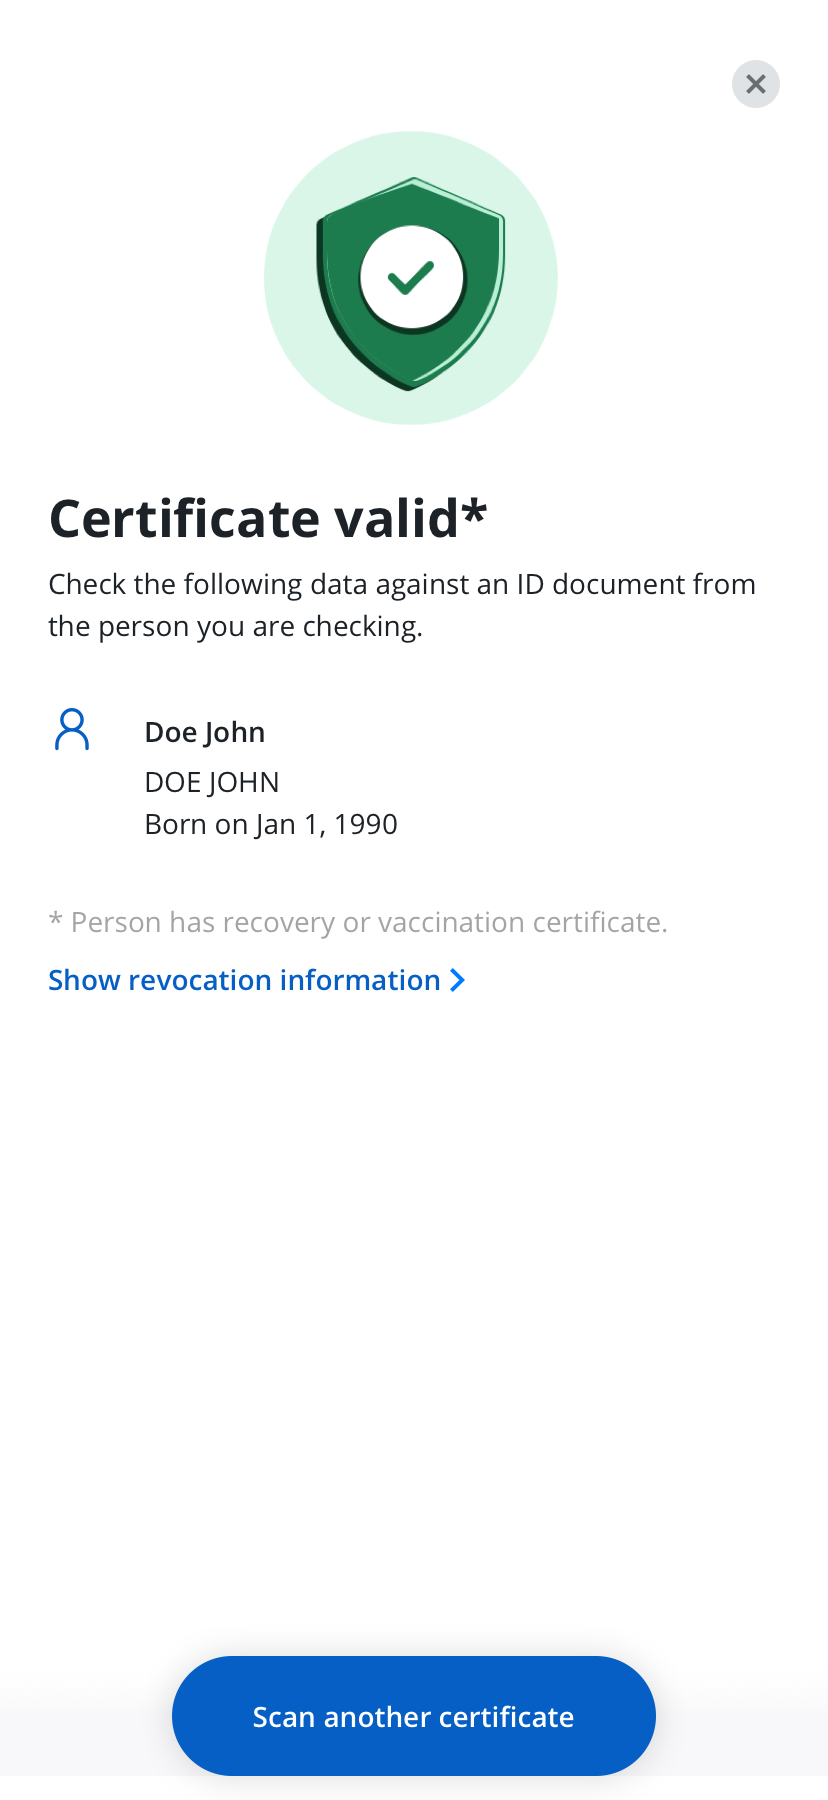 Certificate valid*
Check the following data against an ID document from
the person you are checking.
Doe John
DOE JOHN
Born on Jan 1, 1990
* Person has recovery or vaccination certificate.
Show revocation information
Scan another certificate